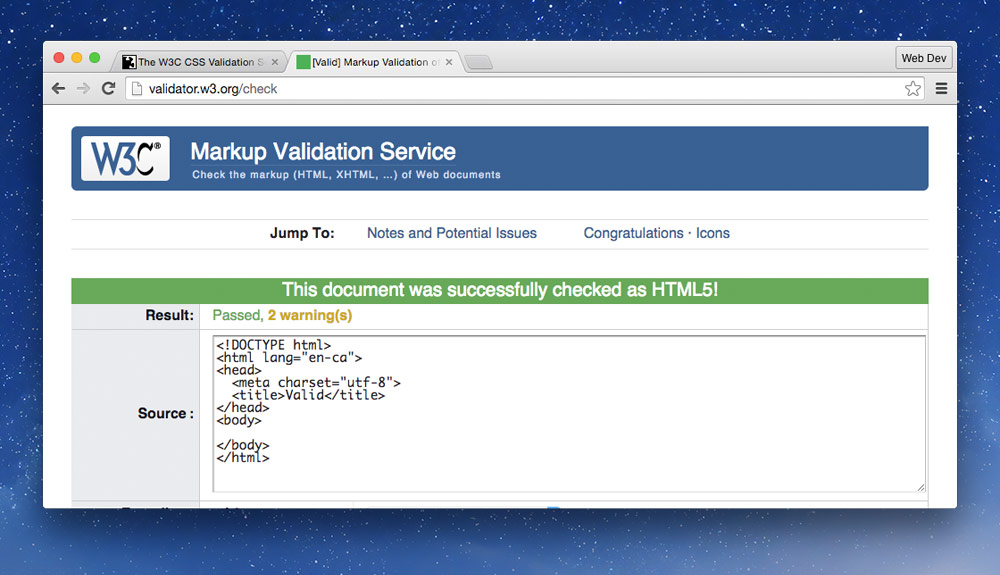 The W3C CSS Validation S
[Valid] Markup Validation o
Web Dev
validator.w3.org/check
W3C®
Markup Validation Service
Check the markup (HTML, XHTML, ...) of Web documents
Jump To: Notes and Potential Issues Congratulations · Icons
This document was successfully checked as HTML5!
Result: Passed, 2 warning(s)
Source :
<!DOCTYPE html>
<html lang="en-ca">
<head>
<meta charset="utf-8">
<title>Valid</title>
</head>
<body>
</body>
</html>